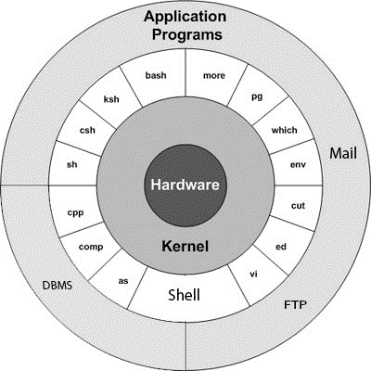 Application
Programs
bash
more
ksh
pg
csh
which
sh
env
Mail
Hardware
cpp
cut
comp
Kernel
ed
DBMS
as
Shell
vi
FTP